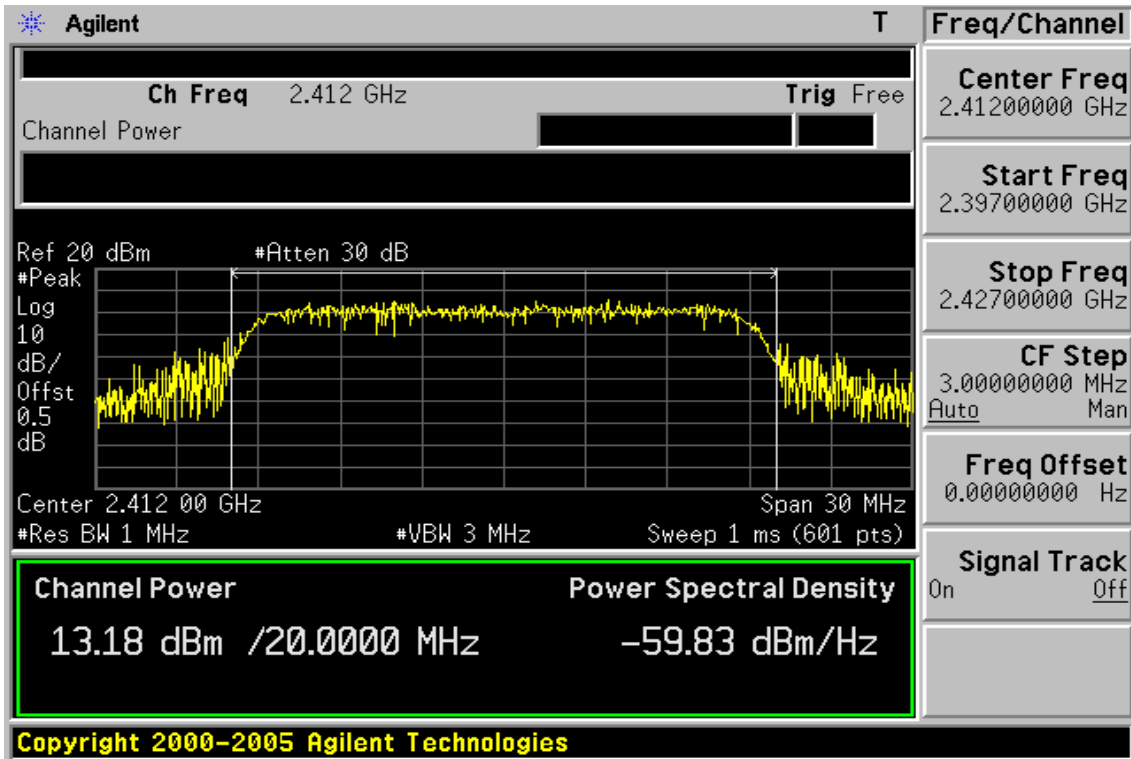 Agilent T
Ch Freq 2.412 GHz Trig Free
Channel Power
Ref 20 dBm #Atten 30 dB
#Peak
Log
10
dB/
Offst
0.5
dB
Center 2.412 00 GHz Span 30 MHz
#Res BW 1 MHz #VBW 3 MHz Sweep 1 ms (601 pts)
Channel Power Power Spectral Density
13.18 dBm /20.0000 MHz -59.83 dBm/Hz
Copyright 2000-2005 Agilent Technologies
Freq/Channel
Center Freq
2.41200000 GHz
Start Freq
2.39700000 GHz
Stop Freq
2.42700000 GHz
CF Step
3.00000000 MHz
Auto Man
Freq Offset
0.00000000 Hz
Signal Track
On Off